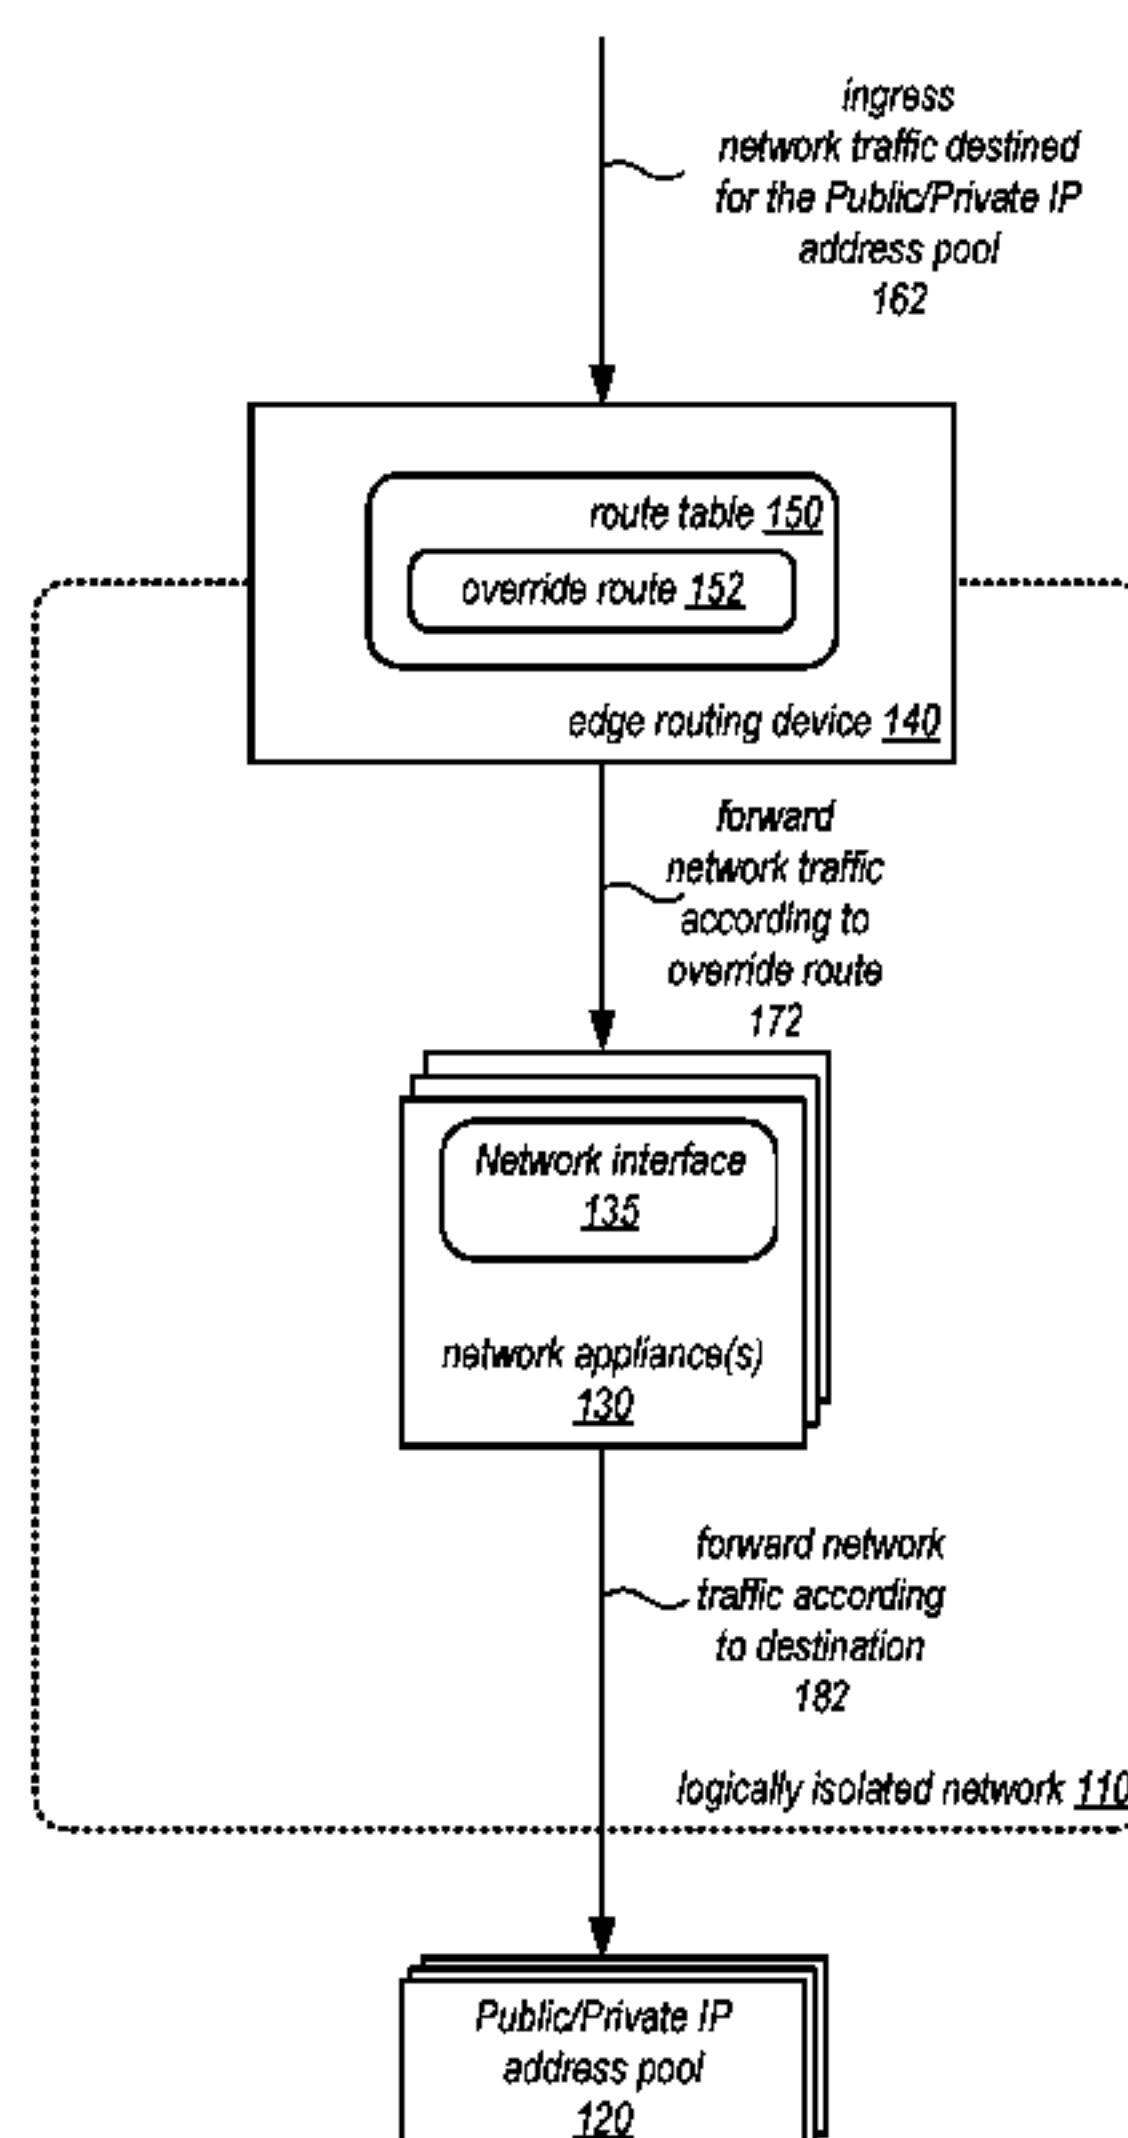 ingress
network traffic destined
for the Public/Private IP
address pool
162
route table 150
override route 152
edge routing device 140
forward
network traffic
according to
override route
172
Network interface
135
network appliance(s)
130
forward network
traffic according
to destination
182
logically isolated network 110
Public/Private IP
address pool
120